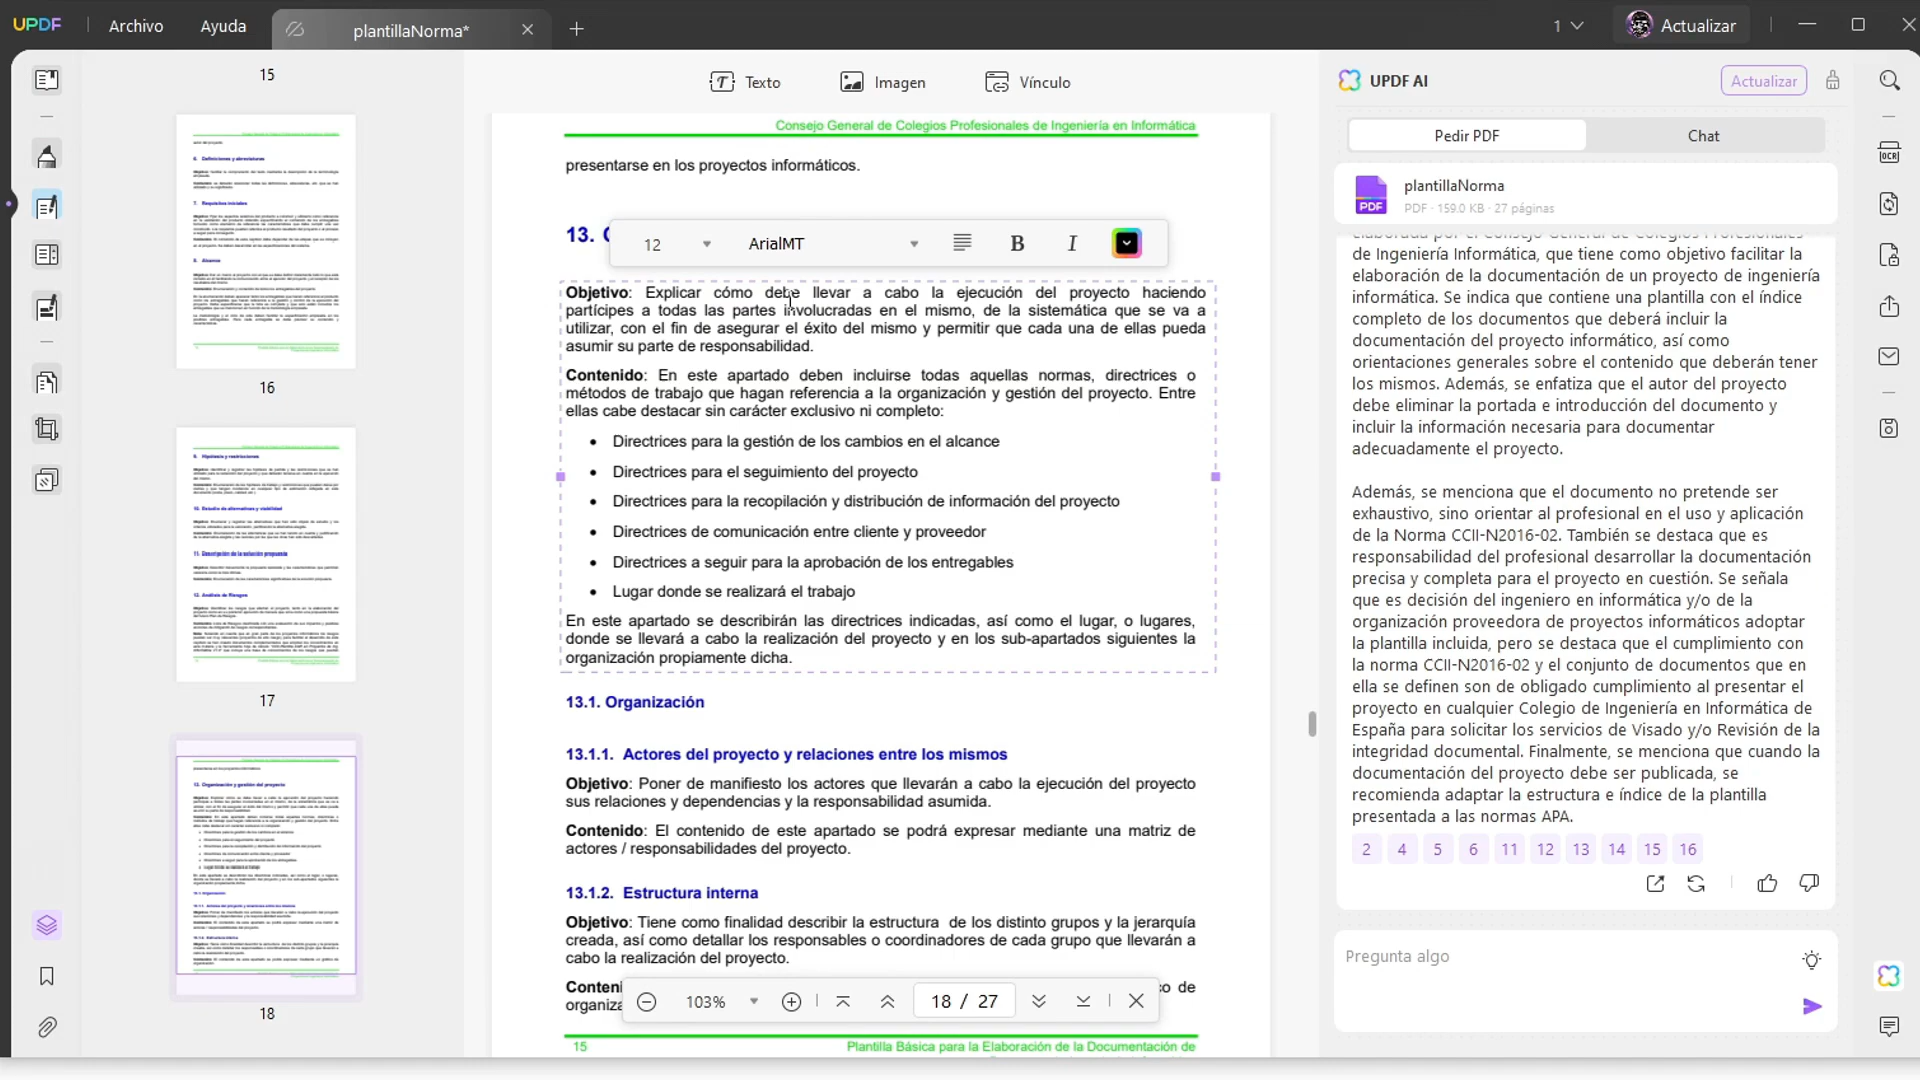 UPDF
Archivo
Ayuda
plantillaNorma*
1
Actualizar
15
16
17
18
Texto
Imagen
Vínculo
Consejo General de Colegios Profesionales de Ingeniería en Informática
presentarse en los proyectos informáticos.
13.
12
ArialMT
B
I
Objetivo: Explicar cómo debe llevar a cabo la ejecución del proyecto haciendo
partícipes a todas las partes involucradas en el mismo, de la sistemática que se va a
utilizar, con el fin de asegurar el éxito del mismo y permitir que cada una de ellas pueda
asumir su parte de responsabilidad.
Contenido: En este apartado deben incluirse todas aquellas normas, directrices o
métodos de trabajo que hagan referencia a la organización y gestión del proyecto. Entre
ellas cabe destacar sin carácter exclusivo ni completo:
• Directrices para la gestión de los cambios en el alcance
• Directrices para el seguimiento del proyecto
• Directrices para la recopilación y distribución de información del proyecto
• Directrices de comunicación entre cliente y proveedor
• Directrices a seguir para la aprobación de los entregables
• Lugar donde se realizará el trabajo
En este apartado se describirán las directrices indicadas, así como el lugar, o lugares,
donde se llevará a cabo la realización del proyecto y en los sub-apartados siguientes la
organización propiamente dicha.
13.1. Organización
13.1.1. Actores del proyecto y relaciones entre los mismos
Objetivo: Poner de manifiesto los actores que llevarán a cabo la ejecución del proyecto
sus relaciones y dependencias y la responsabilidad asumida.
Contenido: El contenido de este apartado se podrá expresar mediante una matriz de
actores / responsabilidades del proyecto.
13.1.2. Estructura interna
Objetivo: Tiene como finalidad describir la estructura de los distinto grupos y la jerarquía
creada, así como detallar los responsables o coordinadores de cada grupo que llevarán a
cabo la realización del proyecto.
103%
18 / 27
15
Plantilla Básica para la Elaboración de la Documentación de
UPDF AI
Actualizar
Pedir PDF
Chat
plantillaNorma
PDF
PDF · 159.0 KB · 27 páginas
elaborada por el Consejo General de Colegios Profesionales
de Ingeniería Informática, que tiene como objetivo facilitar la
elaboración de la documentación de un proyecto de ingeniería
informática. Se indica que contiene una plantilla con el índice
completo de los documentos que deberá incluir la
documentación del proyecto informático, así como
orientaciones generales sobre el contenido que deberán tener
los mismos. Además, se enfatiza que el autor del proyecto
debe eliminar la portada e introducción del documento y
incluir la información necesaria para documentar
adecuadamente el proyecto.
Además, se menciona que el documento no pretende ser
exhaustivo, sino orientar al profesional en el uso y aplicación
de la Norma CCII-N2016-02. También se destaca que es
responsabilidad del profesional desarrollar la documentación
precisa y completa para el proyecto en cuestión. Se señala
que es decisión del ingeniero en informática y/o de la
organización proveedora de proyectos informáticos adoptar
la plantilla incluida, pero se destaca que el cumplimiento con
la norma CCII-N2016-02 y el conjunto de documentos que en
ella se definen son de obligado cumplimiento al presentar el
proyecto en cualquier Colegio de Ingeniería en Informática de
España para solicitar los servicios de Visado y/o Revisión de la
integridad documental. Finalmente, se menciona que cuando la
documentación del proyecto debe ser publicada, se
recomienda adaptar la estructura e índice de la plantilla
presentada a las normas APA.
2 4 5 6 11 12 13 14 15 16
Pregunta algo
OCR